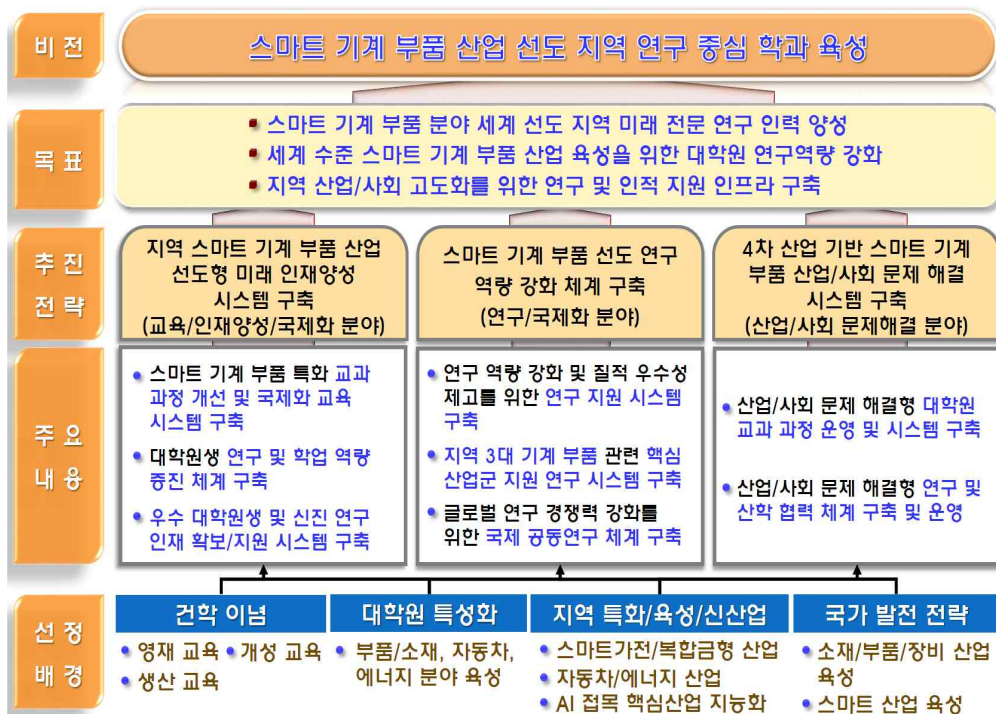 비 전
스마트 기계 부품 산업 선도 지역 연구 중심 학과 육성
목 표
스마트 기계 부품 분야 세계 선도 지역 미래 전문 연구 인력 양성
세계 수준 스마트 기계 부품 산업 육성을 위한 대학원 연구역량 강화
지역 산업/사회 고도화를 위한 연구 및 인적 지원 인프라 구축
추 진
전 략
지역 스마트 기계 부품 산업
선도형 미래 인재양성
시스템 구축
(교육/인재양성/국제화 분야)
스마트 기계 부품 선도 연구
역량 강화 체계 구축
(연구/국제화 분야)
4차 산업 기반 스마트 기계
부품 산업/사회 문제 해결
시스템 구축
(산업/사회 문제해결 분야)
주 요
내 용
• 스마트 기계 부품 특화 교과
과정 개선 및 국제화 교육
시스템 구축
• 대학원생 연구 및 학업 역량
증진 체계 구축
• 우수 대학원생 및 신진 연구
인재 확보/지원 시스템 구축
• 연구 역량 강화 및 질적 우수성
제고를 위한 연구 지원 시스템
구축
• 지역 3대 기계 부품 관련 핵심
산업군 지원 연구 시스템 구축
• 글로벌 연구 경쟁력 강화를
위한 국제 공동연구 체계 구축
• 산업/사회 문제 해결형 대학원
교과 과정 운영 및 시스템 구축
• 산업/사회 문제 해결형 연구 및
산학 협력 체계 구축 및 운영
선 정
배 경
건학 이념
• 영재 교육 • 개성 교육
• 생산 교육
대학원 특성화
• 부품/소재, 자동차,
에너지 분야 육성
지역 특화/육성/신산업
• 스마트가전/복합금형 산업
• 자동차/에너지 산업
• AI 접목 핵심산업 지능화
국가 발전 전략
• 소재/부품/장비 산업
육성
• 스마트 산업 육성